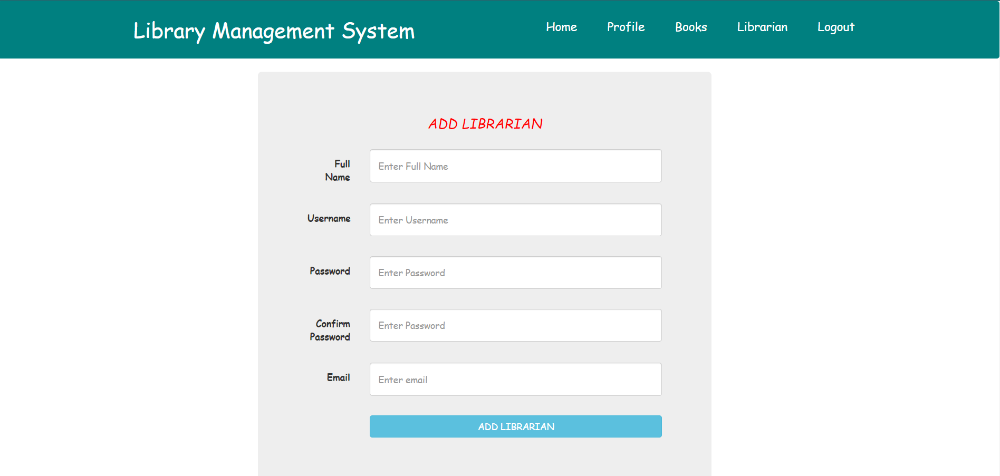 Library Management System
Home Profile Books Librarian Logout
ADD LIBRARIAN
Full
Name
Enter Full Name
Username
Enter Username
Password
Enter Password
Confirm
Password
Enter Password
Email
Enter email
ADD LIBRARIAN